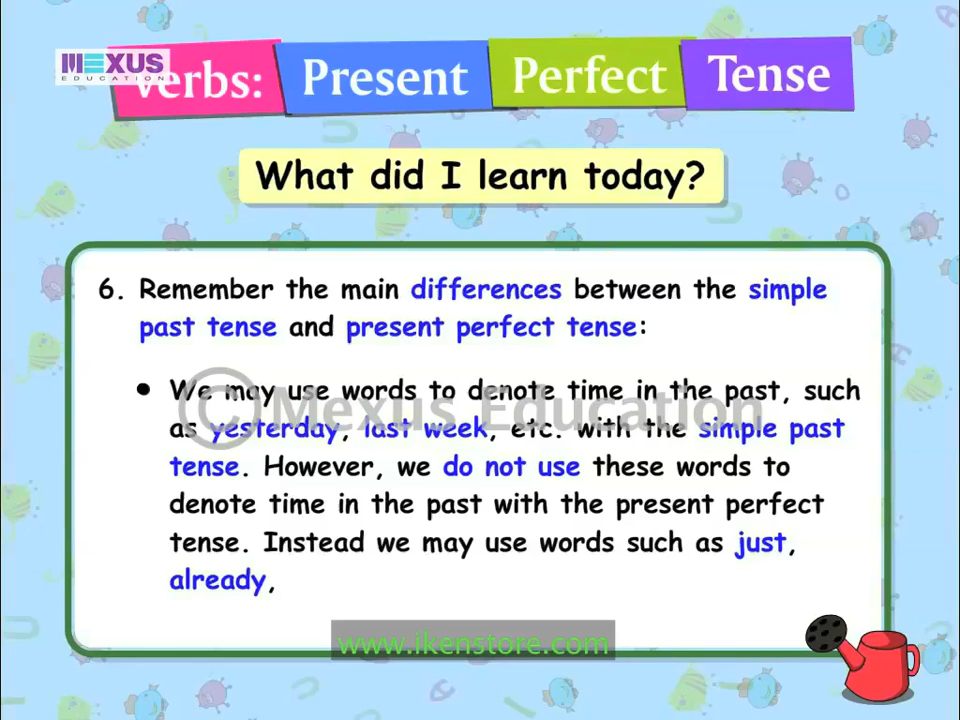 MEXUS
EDUCATION
Verbs: Present Perfect Tense
What did I learn today?
6. Remember the main differences between the simple
past tense and present perfect tense:
• We may use words to denote time in the past, such
as yesterday, last week, etc. with the simple past
tense. However, we do not use these words to
denote time in the past with the present perfect
tense. Instead we may use words such as just,
already,
© Mexus Education
www.ikenstore.com